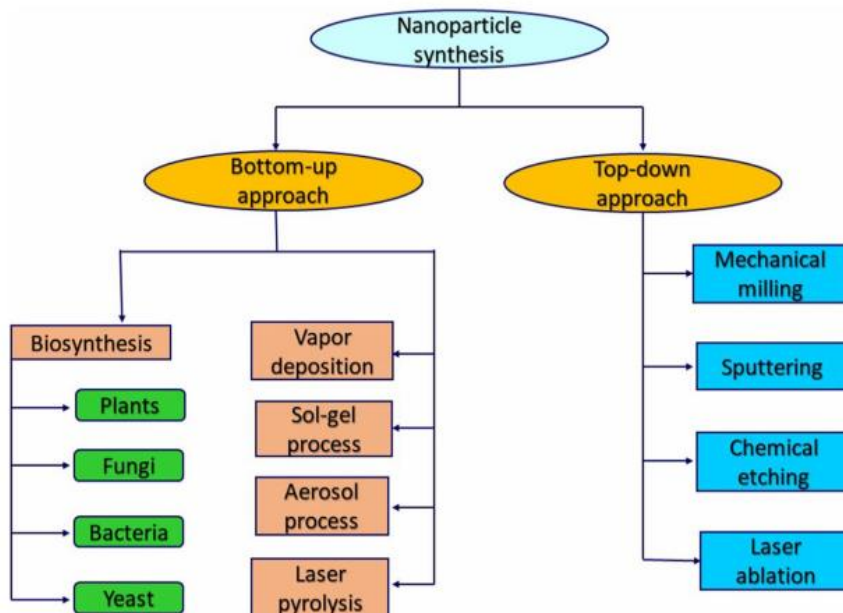 Nanoparticle
synthesis
Bottom-up
approach
Top-down
approach
Biosynthesis
Plants
Fungi
Bacteria
Yeast
Vapor
deposition
Sol-gel
process
Aerosol
process
Laser
pyrolysis
Mechanical
milling
Sputtering
Chemical
etching
Laser
ablation